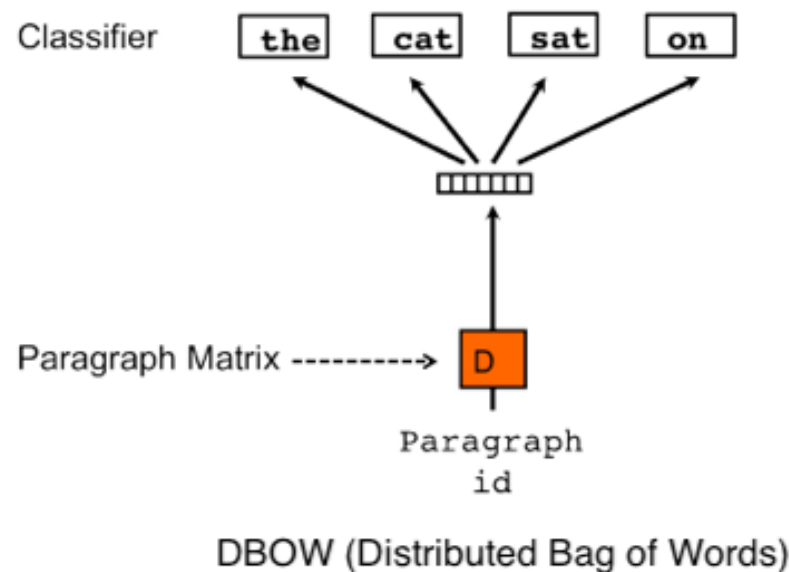 Classifier the cat sat on
Paragraph Matrix D
Paragraph
id
DBOW (Distributed Bag of Words)